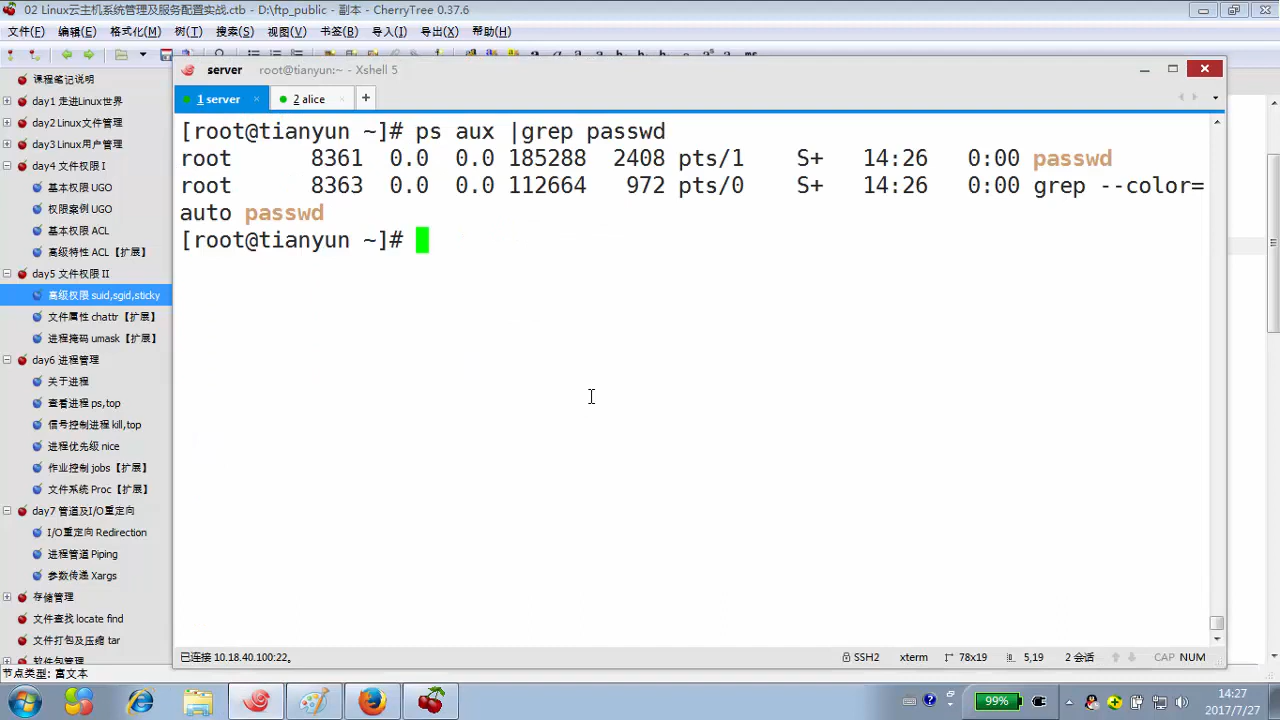 02 Linux云主机系统管理及服务配置实战.ctb - D:\ftp_public - 副本 - CherryTree 0.37.6
文件(F) 编辑(E) 格式化(M) 树(T) 搜索(S) 视图(V) 书签(B) 导入(I) 导出(X) 帮助(H)
server root@tianyun:~ - Xshell 5
1 server × 2 alice × +
课程笔记说明
day1 走进Linux世界
day2 Linux文件管理
day3 Linux用户管理
day4 文件权限 I
基本权限 UGO
权限案例 UGO
基本权限 ACL
高级特性 ACL【扩展】
day5 文件权限 II
高级权限 suid,sgid,sticky
文件属性 chattr【扩展】
进程掩码 umask【扩展】
day6 进程管理
关于进程
查看进程 ps,top
信号控制进程 kill,top
进程优先级 nice
作业控制 jobs【扩展】
文件系统 Proc【扩展】
day7 管道及I/O重定向
I/O重定向 Redirection
进程管道 Piping
参数传递 Xargs
存储管理
文件查找 locate find
文件打包及压缩 tar
软件包管理
节点类型: 富文本
[root@tianyun ~]# ps aux |grep passwd
root 8361 0.0 0.0 185288 2408 pts/1 S+ 14:26 0:00 passwd
root 8363 0.0 0.0 112664 972 pts/0 S+ 14:26 0:00 grep --color=
auto passwd
[root@tianyun ~]#
已连接 10.18.40.100:22。 SSH2 xterm 78x19 5,19 2 会话 CAP NUM
99%
14:27
2017/7/27